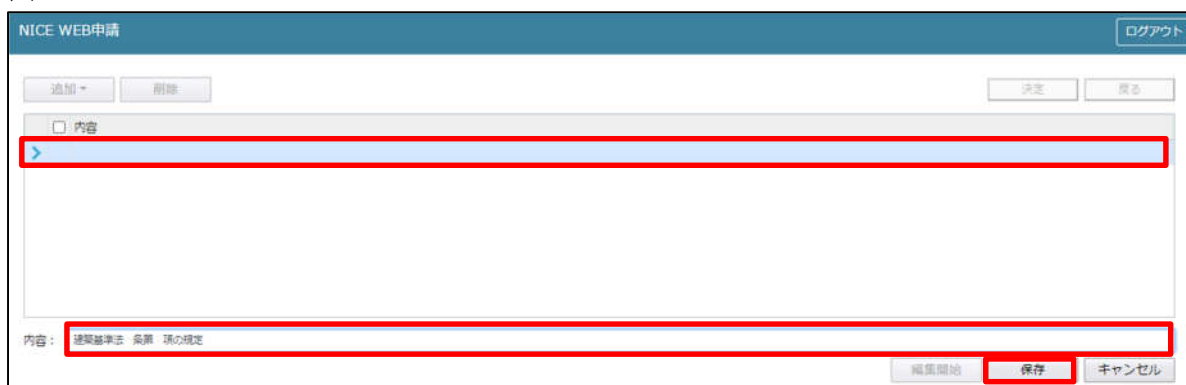 NICE WEB申請
ログアウト
追加 削除 決定 戻る
内容
内容： 建築基準法 条第 項の規定
編集開始 保存 キャンセル